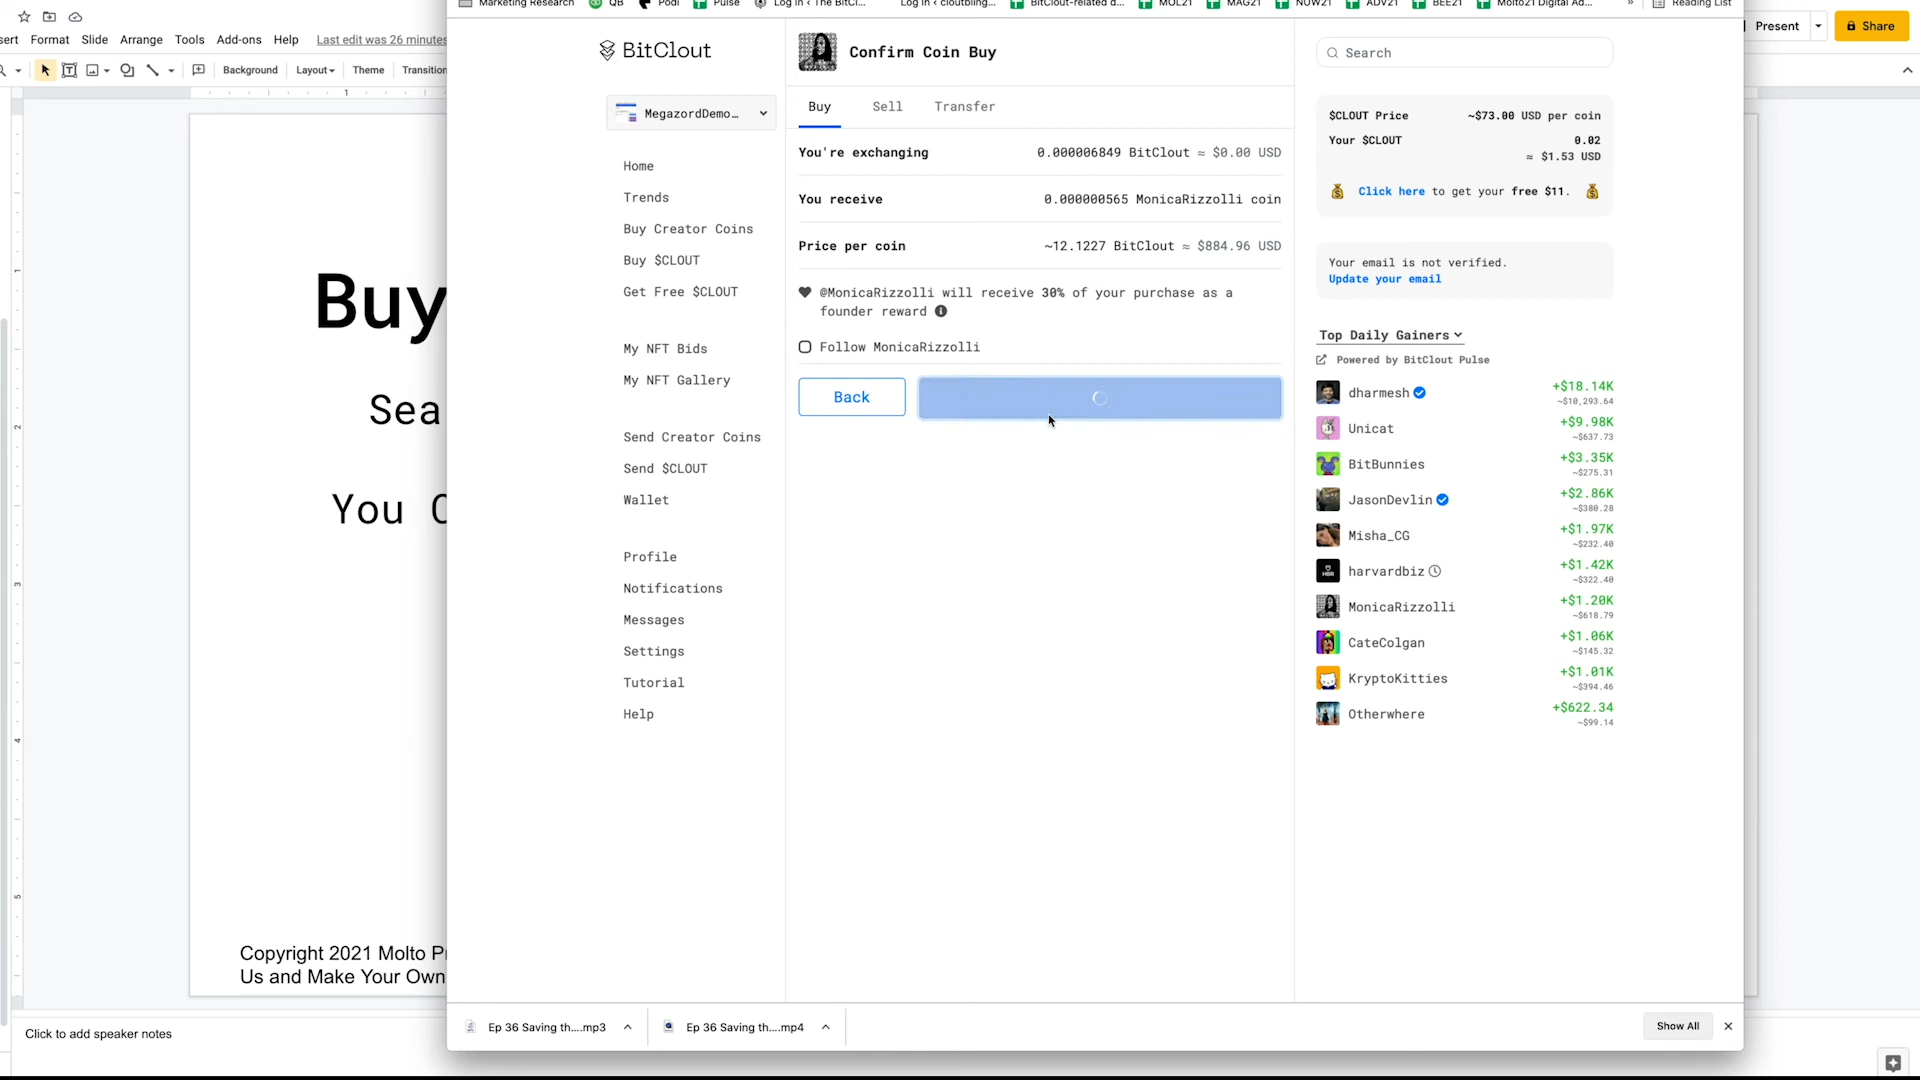 Marketing Research
QB
Podi
Pulse
Log In ‹ The BitCl...
Log In ‹ cloutbling...
BitClout-related d...
MOL21
MAG21
NOW21
ADV21
BEE21
Molto21 Digital Ad...
»
Reading List
sert Format Slide Arrange Tools Add-ons Help Last edit was 26 minutes
Present
Share
Background Layout Theme Transition
1
Buy
Sea
You C
Copyright 2021 Molto P
Us and Make Your Own
Click to add speaker notes
1
2
3
4
5
BitClout
MegazordDemo…
Home
Trends
Buy Creator Coins
Buy $CLOUT
Get Free $CLOUT
My NFT Bids
My NFT Gallery
Send Creator Coins
Send $CLOUT
Wallet
Profile
Notifications
Messages
Settings
Tutorial
Help
Confirm Coin Buy
Buy Sell Transfer
You're exchanging 0.000006849 BitClout ≈ $0.00 USD
You receive 0.000000565 MonicaRizzolli coin
Price per coin ~12.1227 BitClout ≈ $884.96 USD
@MonicaRizzolli will receive 30% of your purchase as a
founder reward
Follow MonicaRizzolli
Back
Search
$CLOUT Price ~$73.00 USD per coin
Your $CLOUT 0.02
≈ $1.53 USD
Click here to get your free $11.
Your email is not verified.
Update your email
Top Daily Gainers
Powered by BitClout Pulse
dharmesh +$18.14K
~$10,293.64
Unicat +$9.98K
~$637.73
BitBunnies +$3.35K
~$275.31
JasonDevlin +$2.86K
~$380.28
Misha_CG +$1.97K
~$232.40
harvardbiz +$1.42K
~$322.40
MonicaRizzolli +$1.20K
~$618.79
CateColgan +$1.06K
~$145.32
KryptoKitties +$1.01K
~$394.46
Otherwhere +$622.34
~$99.14
Ep 36 Saving th....mp3
Ep 36 Saving th....mp4
Show All